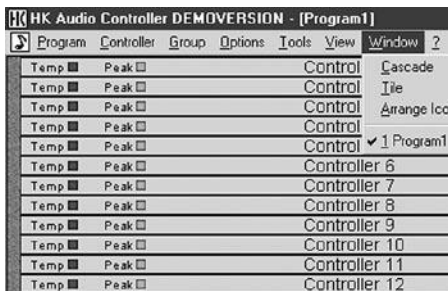 HK HK Audio Controller DEMOVERSION - [Program1]
Program Controller Group Options Tools View Window ?
Temp Peak Control Cascade
Temp Peak Control Tile
Temp Peak Control Arrange Ico
Temp Peak Control
Temp Peak Control ✔ 1 Program1
Temp Peak Controller 6
Temp Peak Controller 7
Temp Peak Controller 8
Temp Peak Controller 9
Temp Peak Controller 10
Temp Peak Controller 11
Temp Peak Controller 12